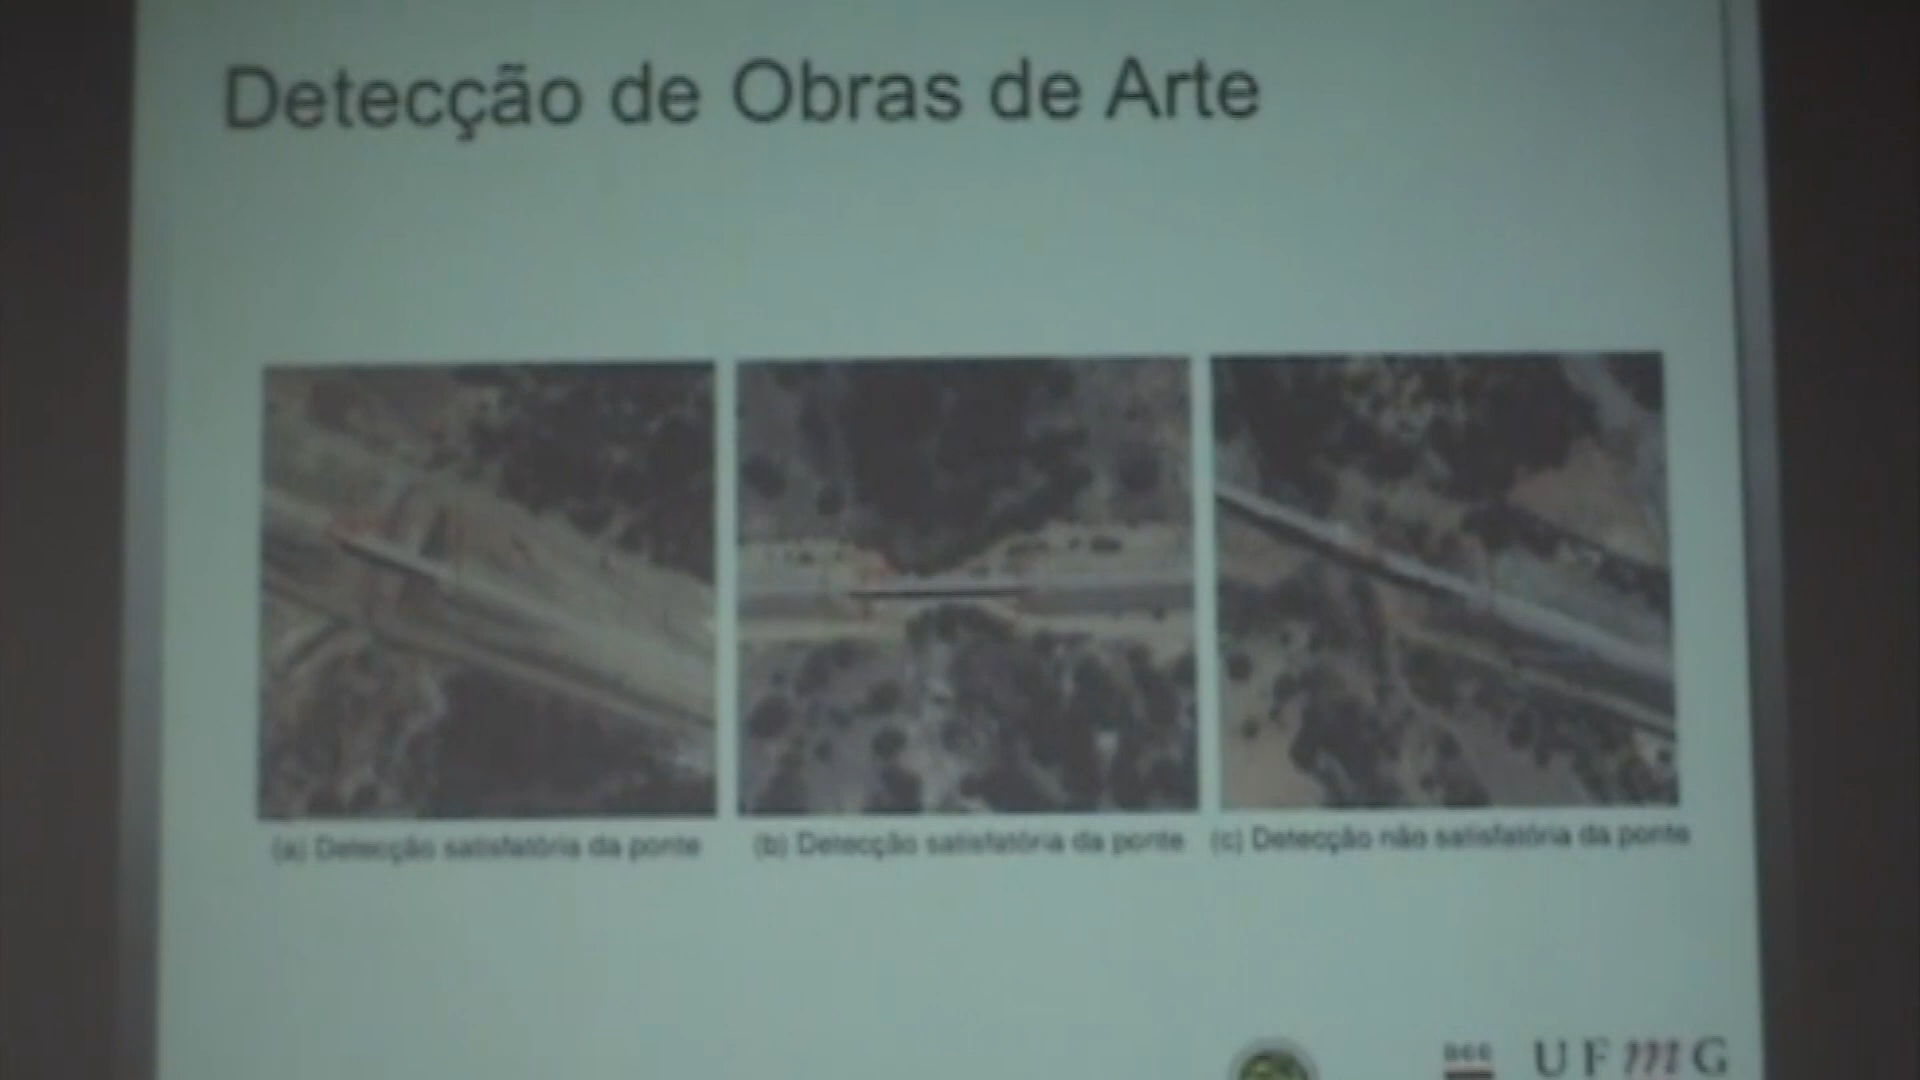 Detecção de Obras de Arte
(a) Detecção satisfatória da ponte
(b) Detecção satisfatória da ponte
(c) Detecção não satisfatória da ponte
DCC
UFmG